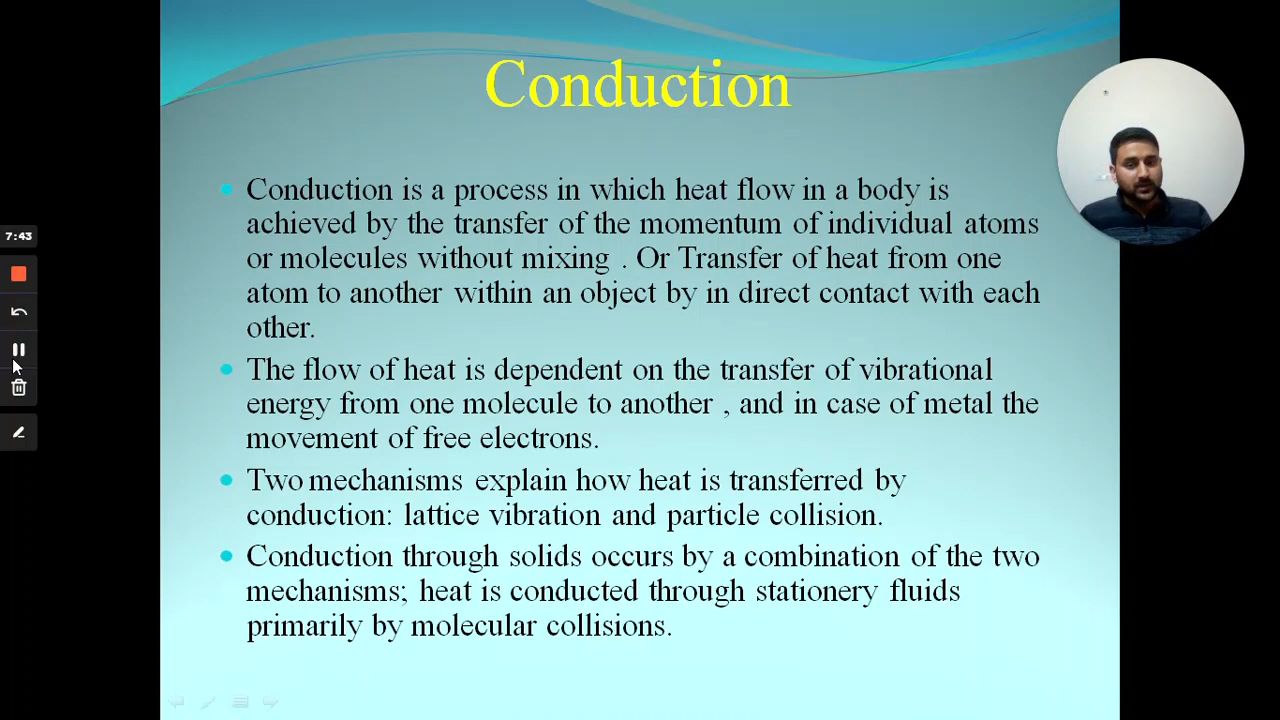 Conduction
Conduction is a process in which heat flow in a body is
achieved by the transfer of the momentum of individual atoms
or molecules without mixing . Or Transfer of heat from one
atom to another within an object by in direct contact with each
other.
The flow of heat is dependent on the transfer of vibrational
energy from one molecule to another , and in case of metal the
movement of free electrons.
Two mechanisms explain how heat is transferred by
conduction: lattice vibration and particle collision.
Conduction through solids occurs by a combination of the two
mechanisms; heat is conducted through stationery fluids
primarily by molecular collisions.
7:43